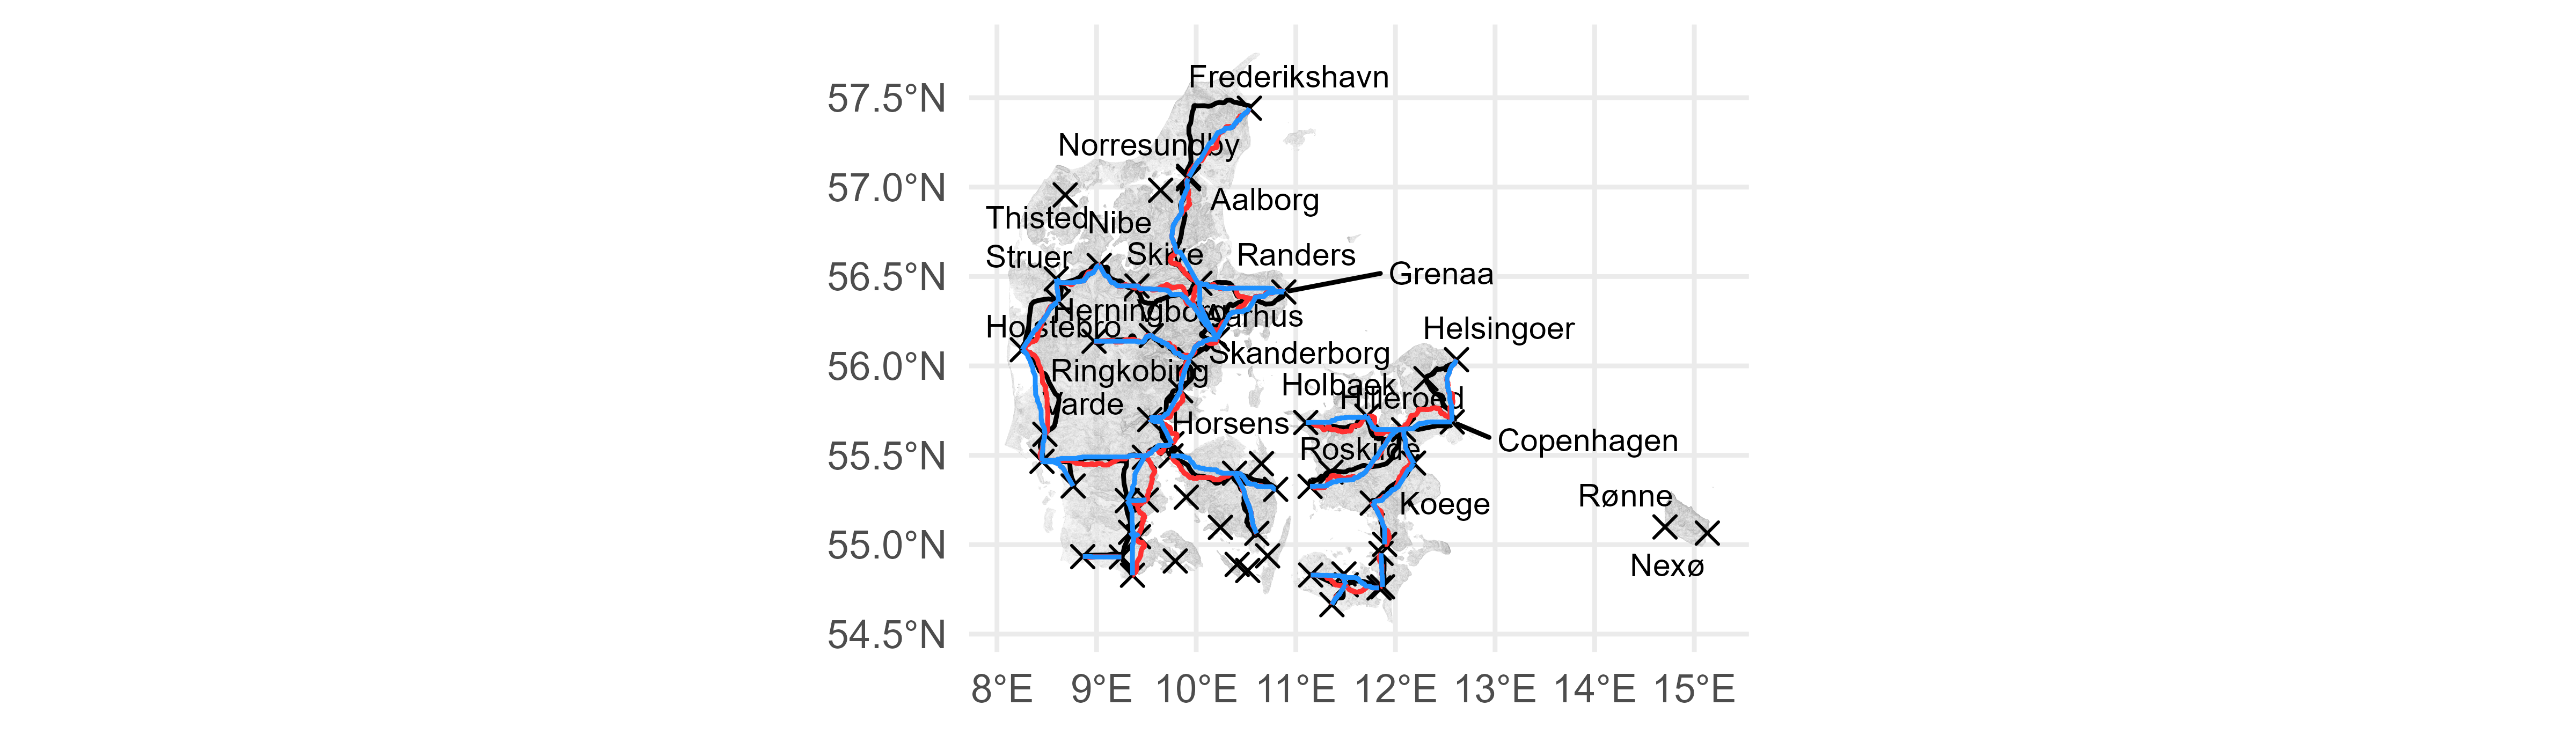 Frederikshavn
57.5°N
Norresundby
57.0°N
Aalborg
Thisted
Nibe
Struer
Skive
Randers
Grenaa
56.5°N
Herning
Aarhus
Holstebro
Helsingoer
Skanderborg
56.0°N
Ringkobing
Holbaek
Hilleroed
Varde
Horsens
Copenhagen
55.5°N
Roskilde
Rønne
Koege
55.0°N
Nexø
54.5°N
8°E 9°E 10°E 11°E 12°E 13°E 14°E 15°E